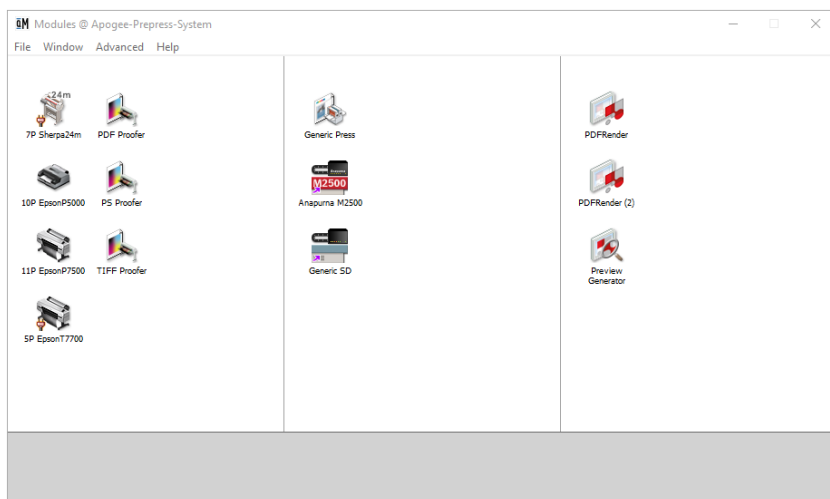 Modules @ Apogee-Prepress-System
File Window Advanced Help
24m
7P Sherpa24m
PDF Proofer
10P EpsonP5000
PS Proofer
11P EpsonP7500
TIFF Proofer
5P EpsonT7700
Generic Press
M2500
Anapurna M2500
Generic SD
PDFRender
PDFRender (2)
Preview
Generator